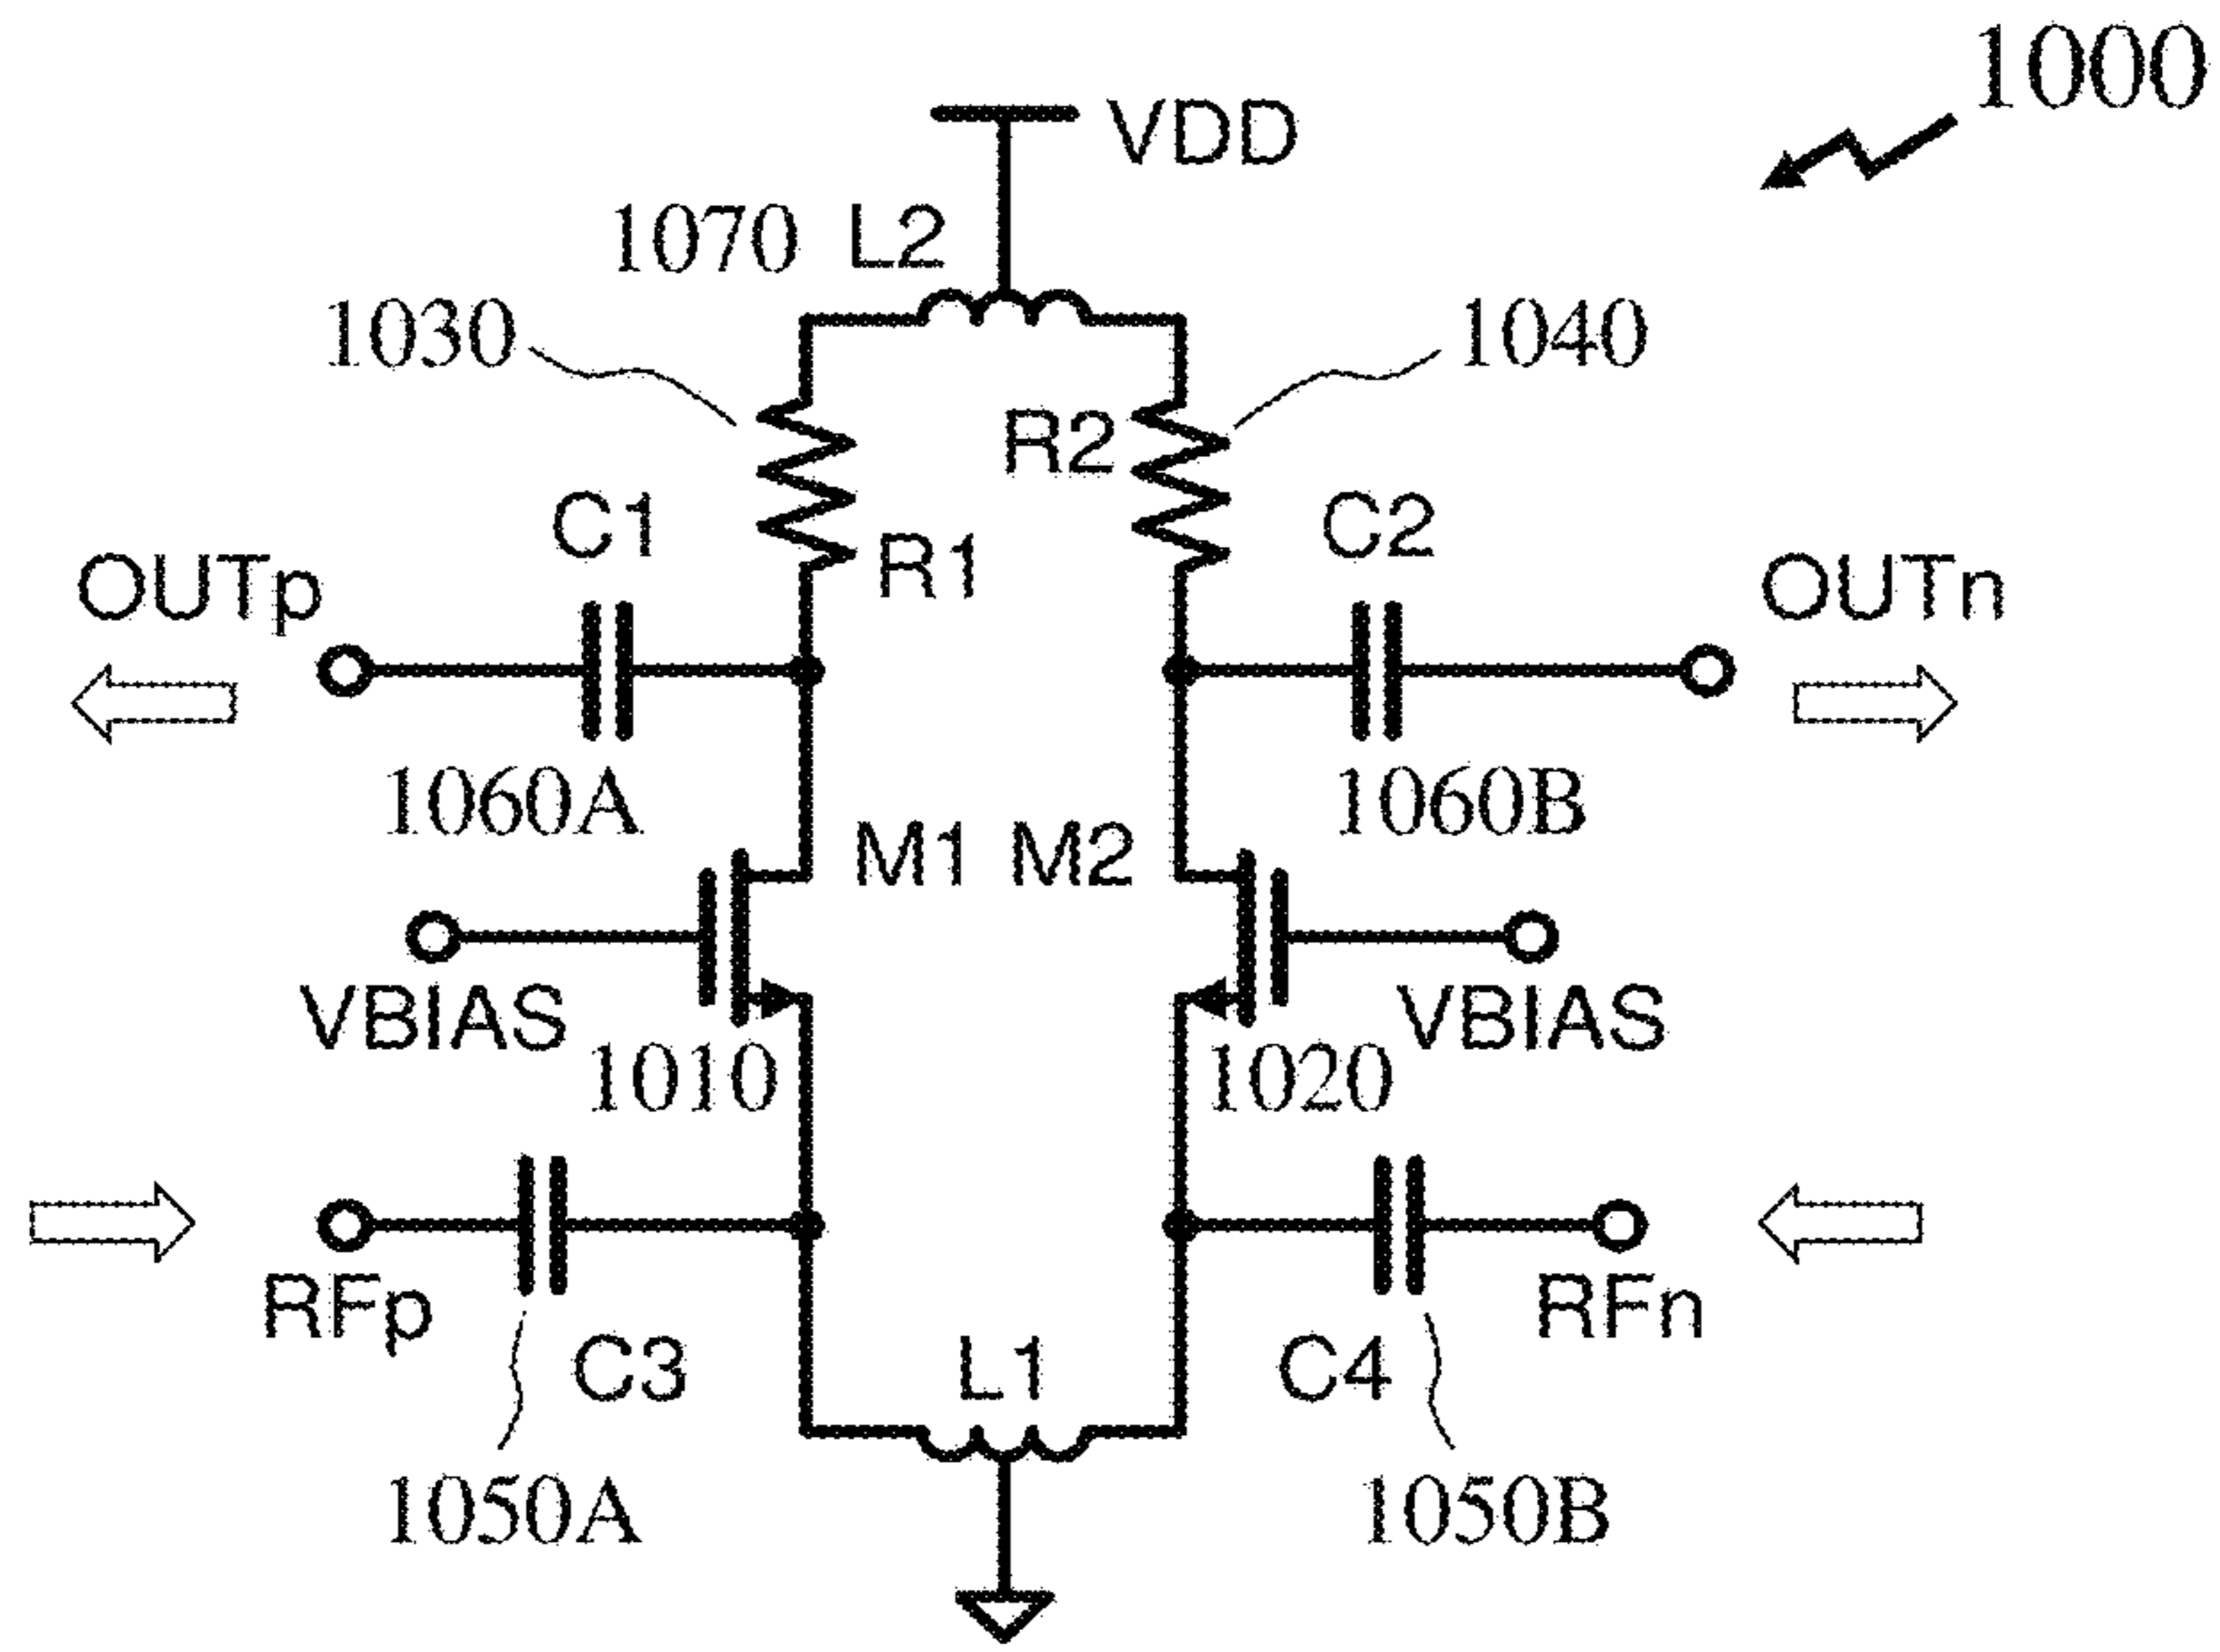 1000
VDD
1070 L2
1030
1040
R2
C1
C2
R1
OUTp
OUTn
1060A
1060B
M1 M2
VBIAS
VBIAS
1010
1020
RFp
RFn
C3
L1
C4
1050A
1050B